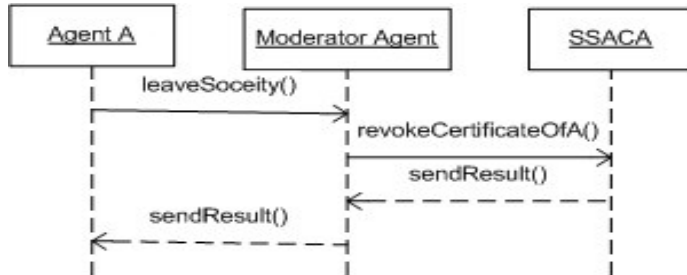 Agent A
Moderator Agent
SSACA
leaveSoceity()
revokeCertificateOfA()
sendResult()
sendResult()